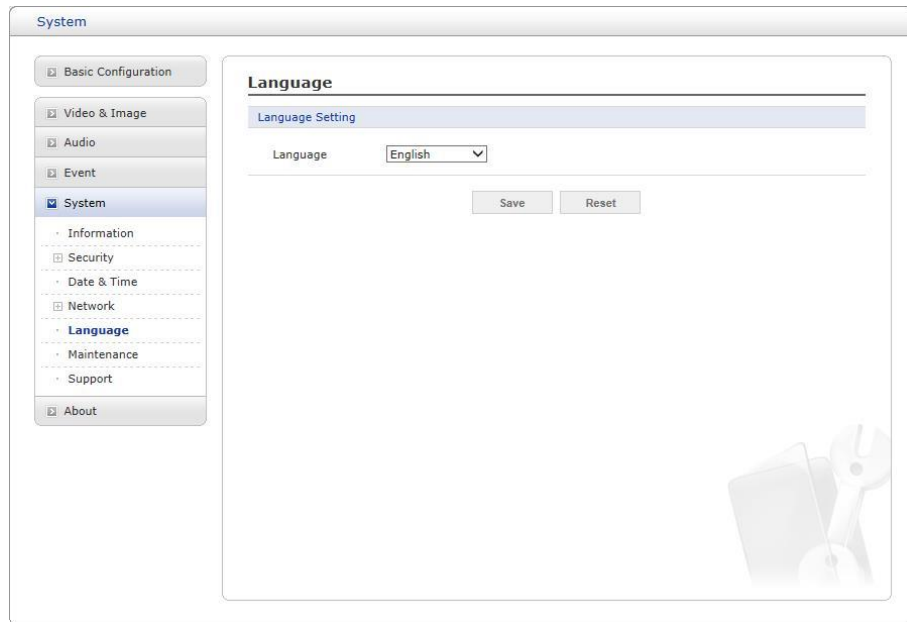 System
Basic Configuration
Video & Image
Audio
Event
System
Information
Security
Date & Time
Network
Language
Maintenance
Support
About
Language
Language Setting
Language English
Save Reset